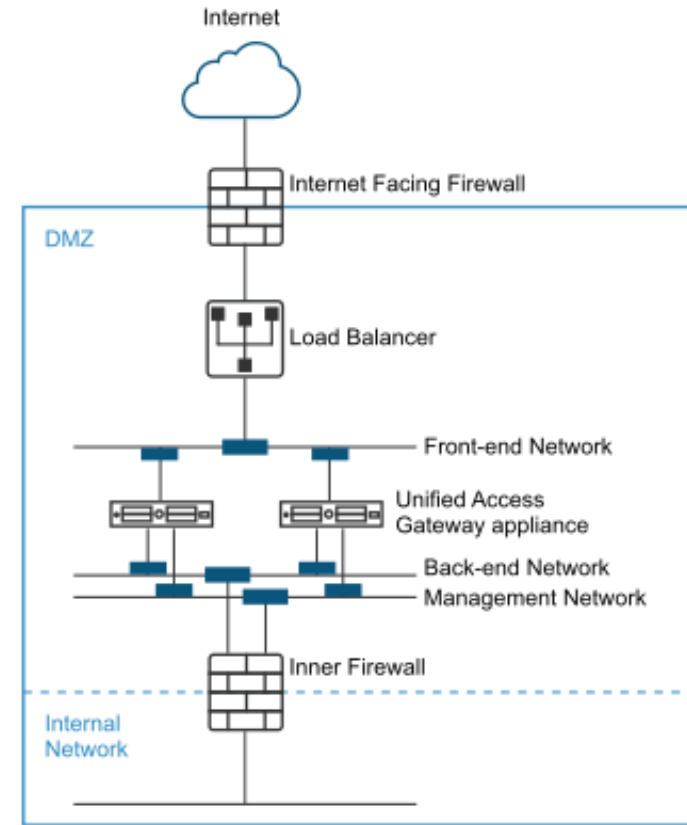 Internet
Internet Facing Firewall
DMZ
Load Balancer
Front-end Network
Unified Access
Gateway appliance
Back-end Network
Management Network
Inner Firewall
Internal
Network